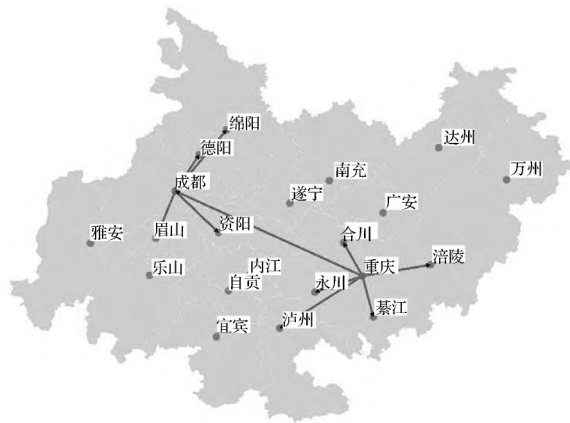 绵阳
德阳
达州
成都
南充
万州
遂宁
广安
雅安
眉山
资阳
合川
乐山
内江
重庆
涪陵
自贡
永川
泸州
綦江
宜宾